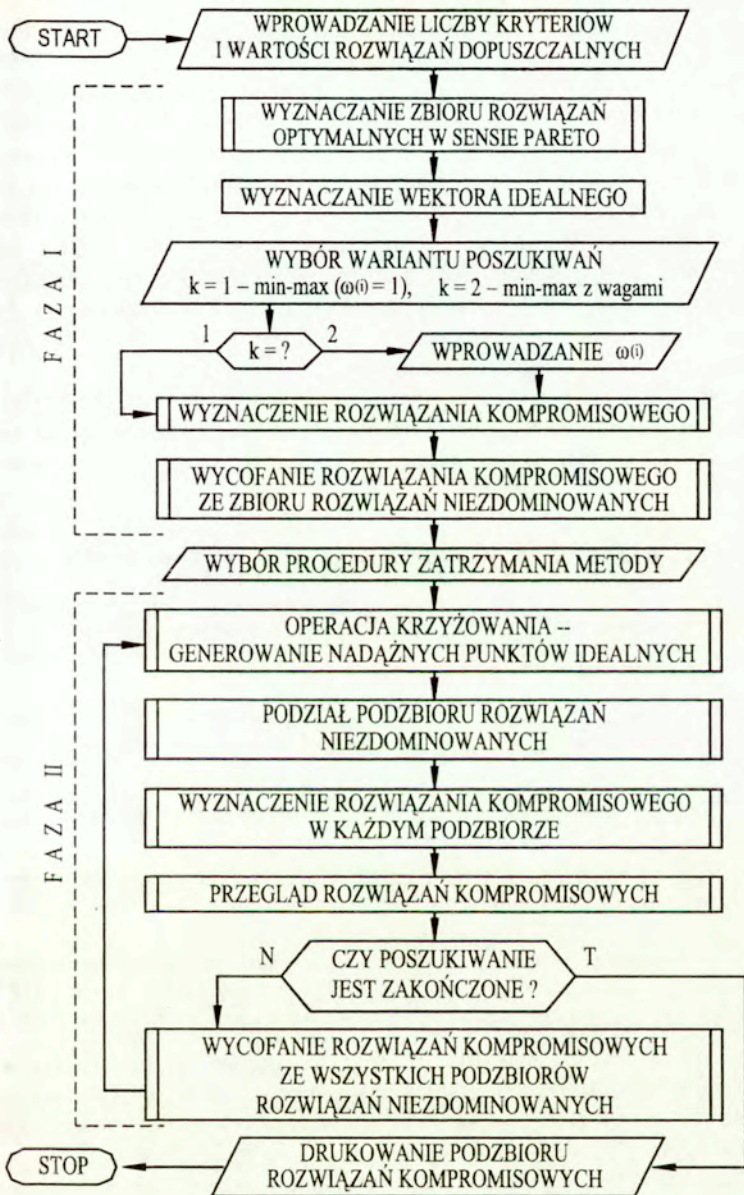 START
WPROWADZANIE LICZBY KRYTERIÓW
I WARTOŚCI ROZWIĄZAŃ DOPUSZCZALNYCH
FAZA I
WYZNACZANIE ZBIORU ROZWIĄZAŃ
OPTYMALNYCH W SENSIE PARETO
WYZNACZANIE WEKTORA IDEALNEGO
WYBÓR WARIANTU POSZUKIWAŃ
k = 1 – min-max (ω(i) = 1), k = 2 – min-max z wagami
1
k = ?
2
WPROWADZANIE ω(i)
WYZNACZENIE ROZWIĄZANIA KOMPROMISOWEGO
WYCOFANIE ROZWIĄZANIA KOMPROMISOWEGO
ZE ZBIORU ROZWIĄZAŃ NIEZDOMINOWANYCH
WYBÓR PROCEDURY ZATRZYMANIA METODY
FAZA II
OPERACJA KRZYŻOWANIA --
GENEROWANIE NADĄŻNYCH PUNKTÓW IDEALNYCH
PODZIAŁ PODZBIORU ROZWIĄZAŃ
NIEZDOMINOWANYCH
WYZNACZENIE ROZWIĄZANIA KOMPROMISOWEGO
W KAŻDYM PODZBIORZE
PRZEGLĄD ROZWIĄZAŃ KOMPROMISOWYCH
N
CZY POSZUKIWANIE
JEST ZAKOŃCZONE ?
T
WYCOFANIE ROZWIĄZAŃ KOMPROMISOWYCH
ZE WSZYSTKICH PODZBIORÓW
ROZWIĄZAŃ NIEZDOMINOWANYCH
STOP
DRUKOWANIE PODZBIORU
ROZWIĄZAŃ KOMPROMISOWYCH